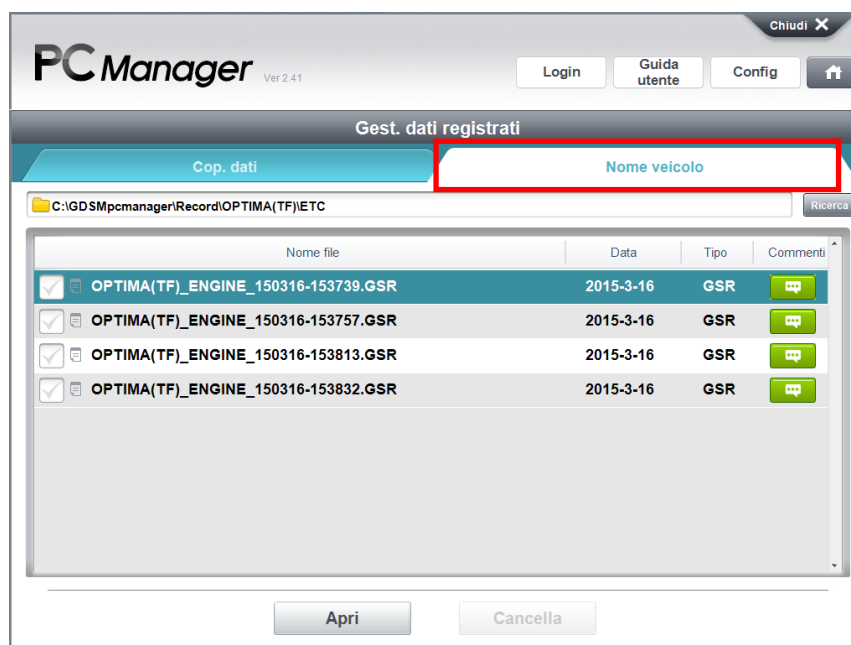 Chiudi X
PC Manager Ver 2.41
Login
Guida
utente
Config
Gest. dati registrati
Cop. dati
Nome veicolo
C:\GDSMpcmanager\Record\OPTIMA(TF)\ETC
Ricerca
Nome file Data Tipo Commenti
OPTIMA(TF)_ENGINE_150316-153739.GSR 2015-3-16 GSR
OPTIMA(TF)_ENGINE_150316-153757.GSR 2015-3-16 GSR
OPTIMA(TF)_ENGINE_150316-153813.GSR 2015-3-16 GSR
OPTIMA(TF)_ENGINE_150316-153832.GSR 2015-3-16 GSR
Apri
Cancella